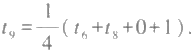 t₉ = 1/4 ( t₆ + t₈ + 0 + 1 ) .